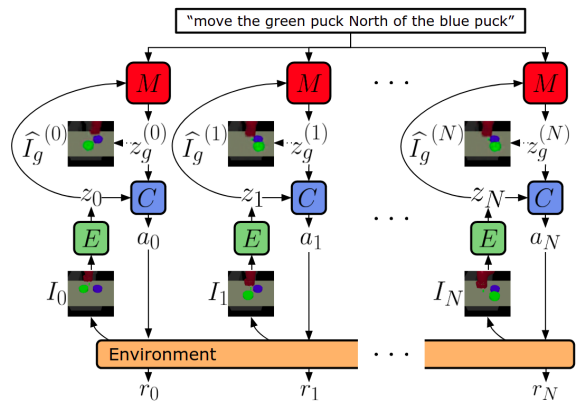 “move the green puck North of the blue puck”
M M · · · M
Î_g^{(0)} z_g^{(0)} Î_g^{(1)} z_g^{(1)} Î_g^{(N)} z_g^{(N)}
z_0 C z_1 C · · · z_N C
E a_0 E a_1 E a_N
I_0 I_1 I_N
Environment · · ·
r_0 r_1 r_N